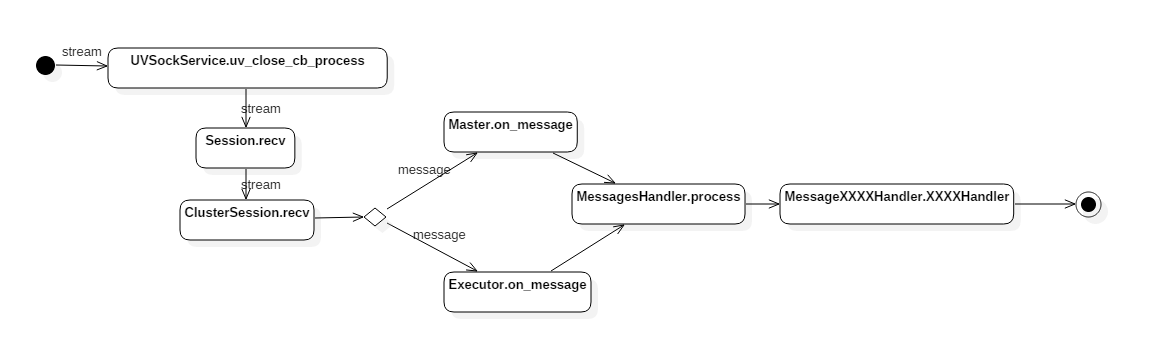 stream
UVSockService.uv_close_cb_process
stream
Session.recv
stream
ClusterSession.recv
message
Master.on_message
message
Executor.on_message
MessagesHandler.process
MessageXXXXHandler.XXXXHandler